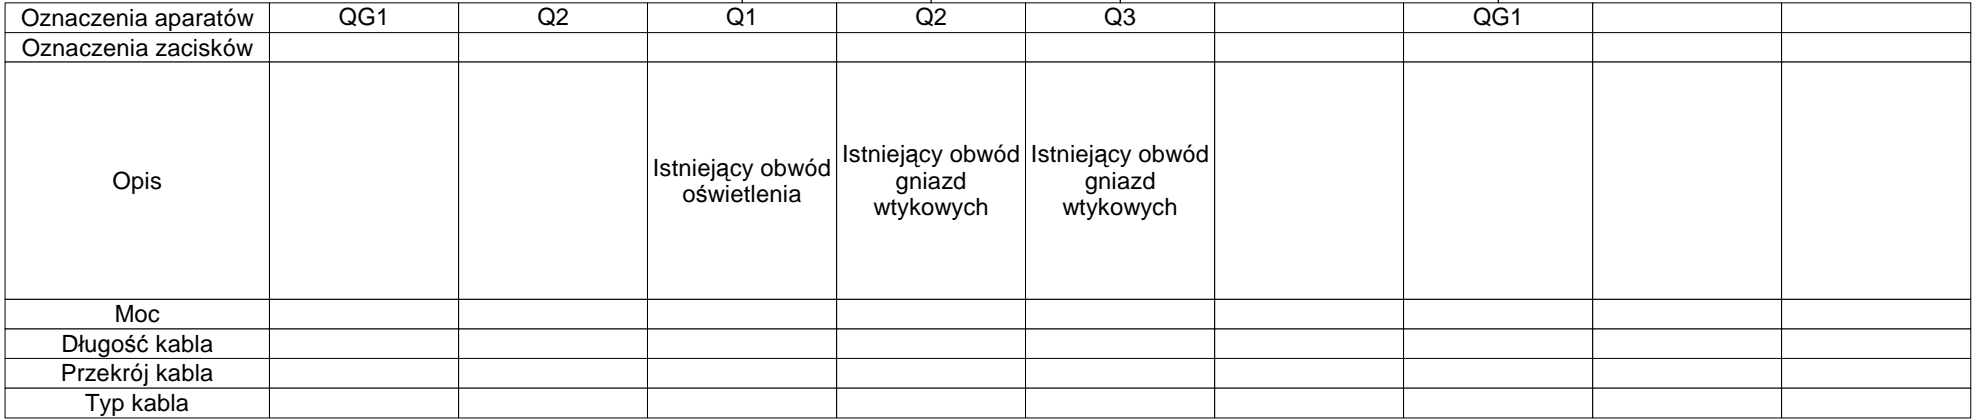 Oznaczenia aparatów QG1 Q2 Q1 Q2 Q3 QG1
Oznaczenia zacisków
Opis
Istniejący obwód
oświetlenia
Istniejący obwód
gniazd
wtykowych
Istniejący obwód
gniazd
wtykowych
Moc
Długość kabla
Przekrój kabla
Typ kabla